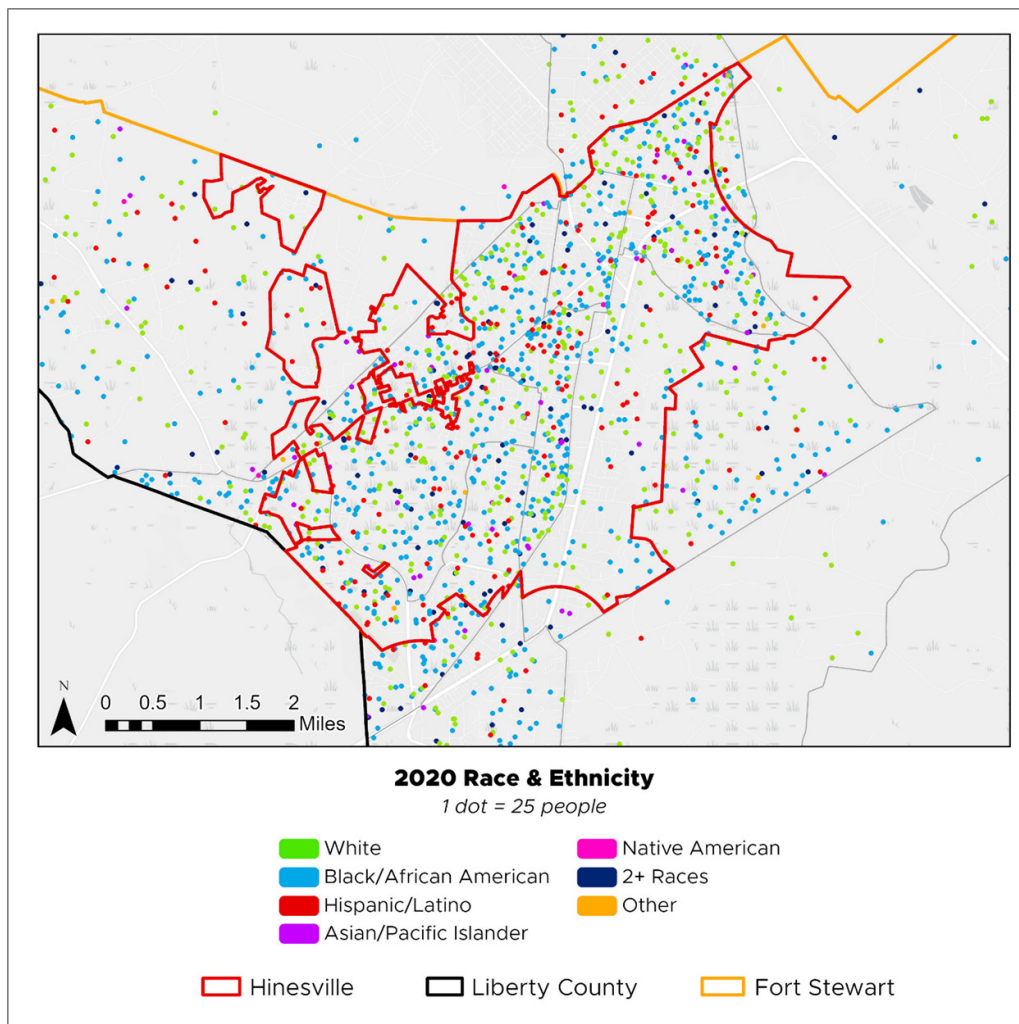 N
0 0.5 1 1.5 2
Miles
2020 Race & Ethnicity
1 dot = 25 people
White
Native American
Black/African American
2+ Races
Hispanic/Latino
Other
Asian/Pacific Islander
Hinesville
Liberty County
Fort Stewart